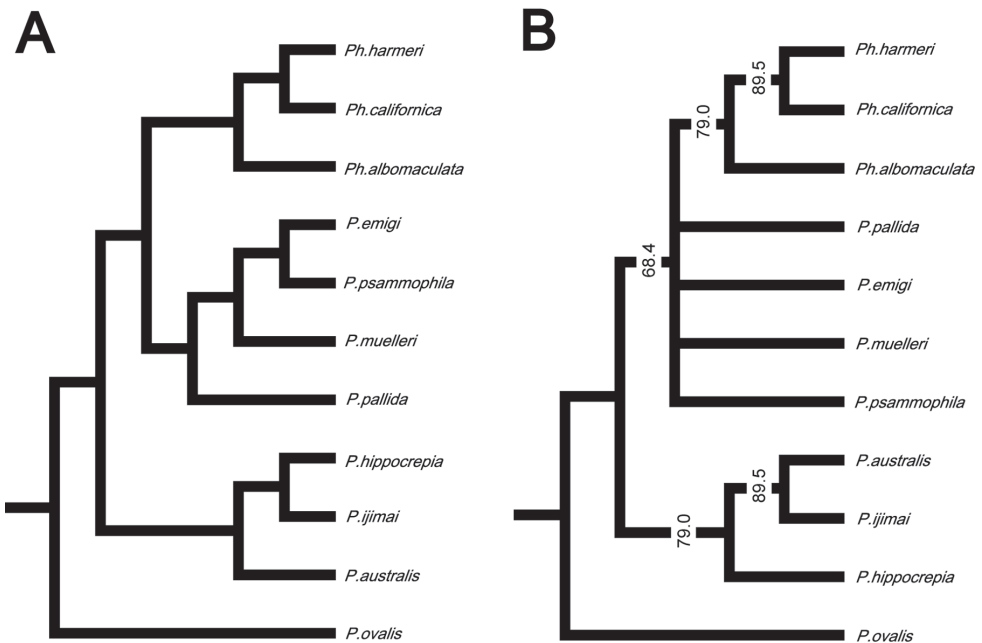 A
Ph.harmeri
Ph.californica
Ph.albomaculata
P.emigi
P.psammophila
P.muelleri
P.pallida
P.hippocrepia
P.ijimai
P.australis
P.ovalis
B
Ph.harmeri
89.5
Ph.californica
79.0
Ph.albomaculata
P.pallida
68.4
P.emigi
P.muelleri
P.psammophila
P.australis
89.5
P.ijimai
79.0
P.hippocrepia
P.ovalis